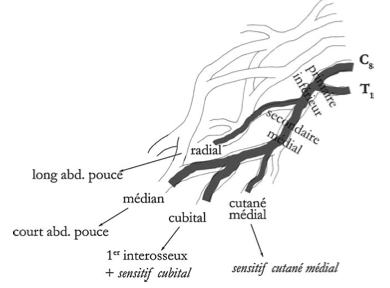 C8
T1
primaire
inférieur
secondaire
médial
radial
long abd. pouce
médian
cubital
cutané
médial
court abd. pouce
1er interosseux
+ sensitif cubital
sensitif cutané médial